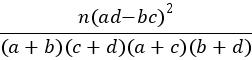 n(ad−bc)²
(a + b)(c + d)(a + c)(b + d)